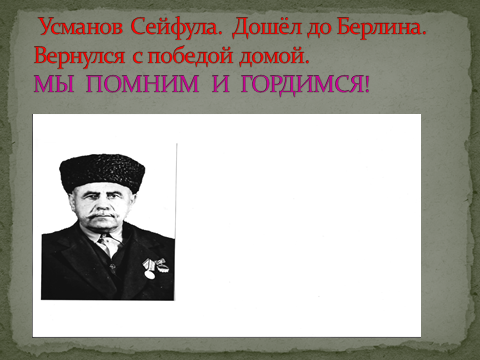 Усманов Сейфула. Дошёл до Берлина.
Вернулся с победой домой.
МЫ ПОМНИМ И ГОРДИМСЯ!